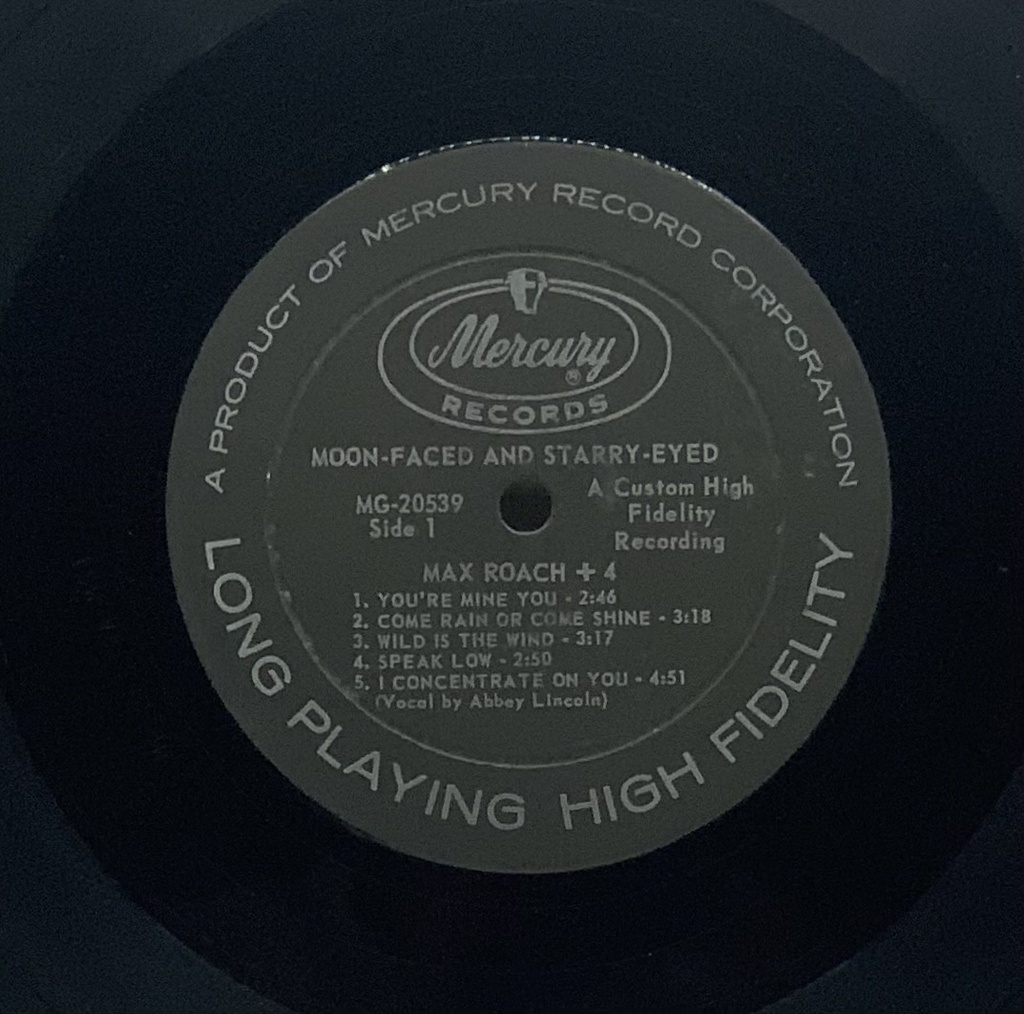 A PRODUCT OF MERCURY RECORD CORPORATION
Mercury®
RECORDS
MOON-FACED AND STARRY-EYED
MG-20539
Side 1
A Custom High
Fidelity
Recording
MAX ROACH + 4
1. YOU'RE MINE YOU - 2:46
2. COME RAIN OR COME SHINE - 3:18
3. WILD IS THE WIND - 3:17
4. SPEAK LOW - 2:50
5. I CONCENTRATE ON YOU - 4:51
(Vocal by Abbey Lincoln)
LONG PLAYING HIGH FIDELITY